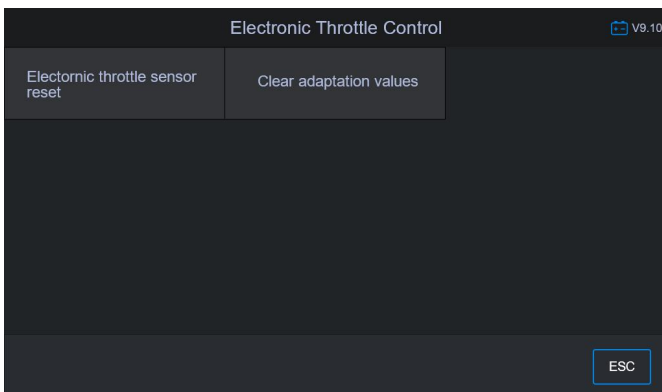 Electronic Throttle Control
V9.10
Electornic throttle sensor
reset
Clear adaptation values
ESC